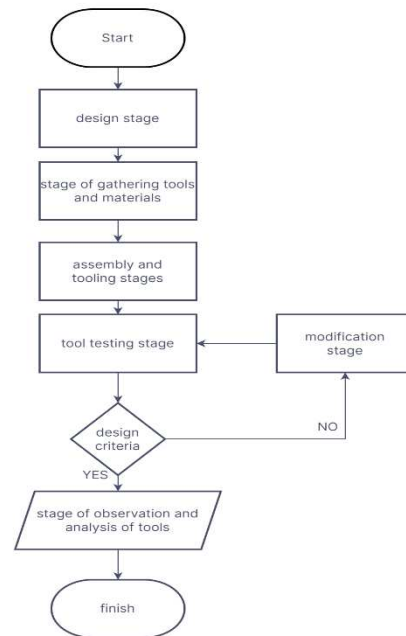 Start
design stage
stage of gathering tools
and materials
assembly and
tooling stages
tool testing stage
modification
stage
design
criteria
NO
YES
stage of observation and
analysis of tools
finish